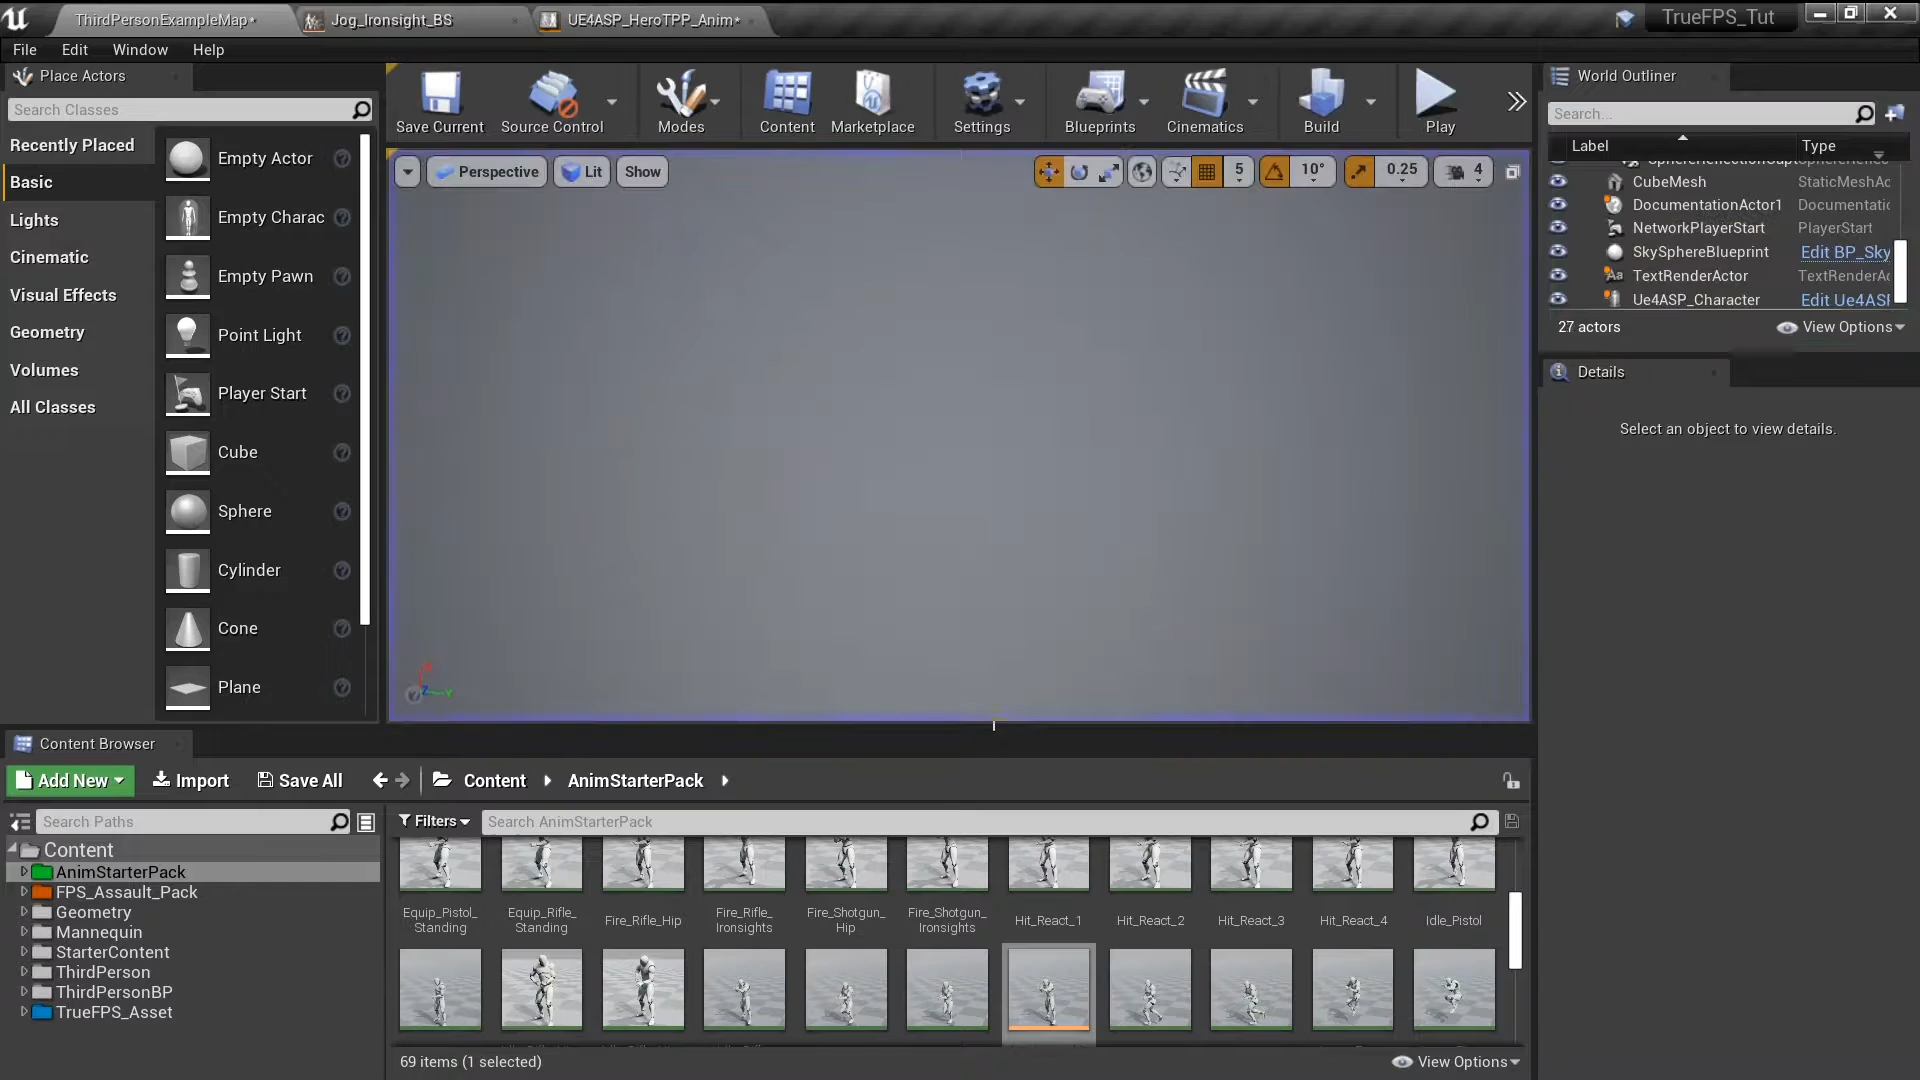 ThirdPersonExampleMap*
Jog_Ironsight_BS
UE4ASP_HeroTPP_Anim*
TrueFPS_Tut
File Edit Window Help
Place Actors
Search Classes
Recently Placed
Basic
Lights
Cinematic
Visual Effects
Geometry
Volumes
All Classes
Empty Actor
Empty Charac
Empty Pawn
Point Light
Player Start
Cube
Sphere
Cylinder
Cone
Plane
Save Current
Source Control
Modes
Content
Marketplace
Settings
Blueprints
Cinematics
Build
Play
Perspective
Lit
Show
5
10°
0.25
4
World Outliner
Search...
Label Type
CubeMesh StaticMeshAc
DocumentationActor1 Documentatic
NetworkPlayerStart PlayerStart
SkySphereBlueprint Edit BP_Sky
TextRenderActor TextRenderAc
Ue4ASP_Character Edit Ue4ASP
27 actors
View Options
Details
Select an object to view details.
Content Browser
Add New
Import
Save All
Content
AnimStarterPack
Search Paths
Filters
Search AnimStarterPack
Content
AnimStarterPack
FPS_Assault_Pack
Geometry
Mannequin
StarterContent
ThirdPerson
ThirdPersonBP
TrueFPS_Asset
Equip_Pistol_
Standing
Equip_Rifle_
Standing
Fire_Rifle_Hip
Fire_Rifle_
Ironsights
Fire_Shotgun_
Hip
Fire_Shotgun_
Ironsights
Hit_React_1
Hit_React_2
Hit_React_3
Hit_React_4
Idle_Pistol
69 items (1 selected)
View Options